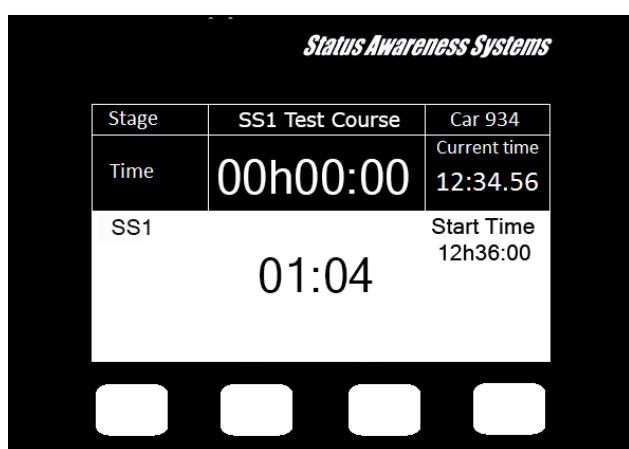 Status Awareness Systems
Stage SS1 Test Course Car 934
Time 00h00:00 Current time
12:34.56
SS1 Start Time
12h36:00
01:04